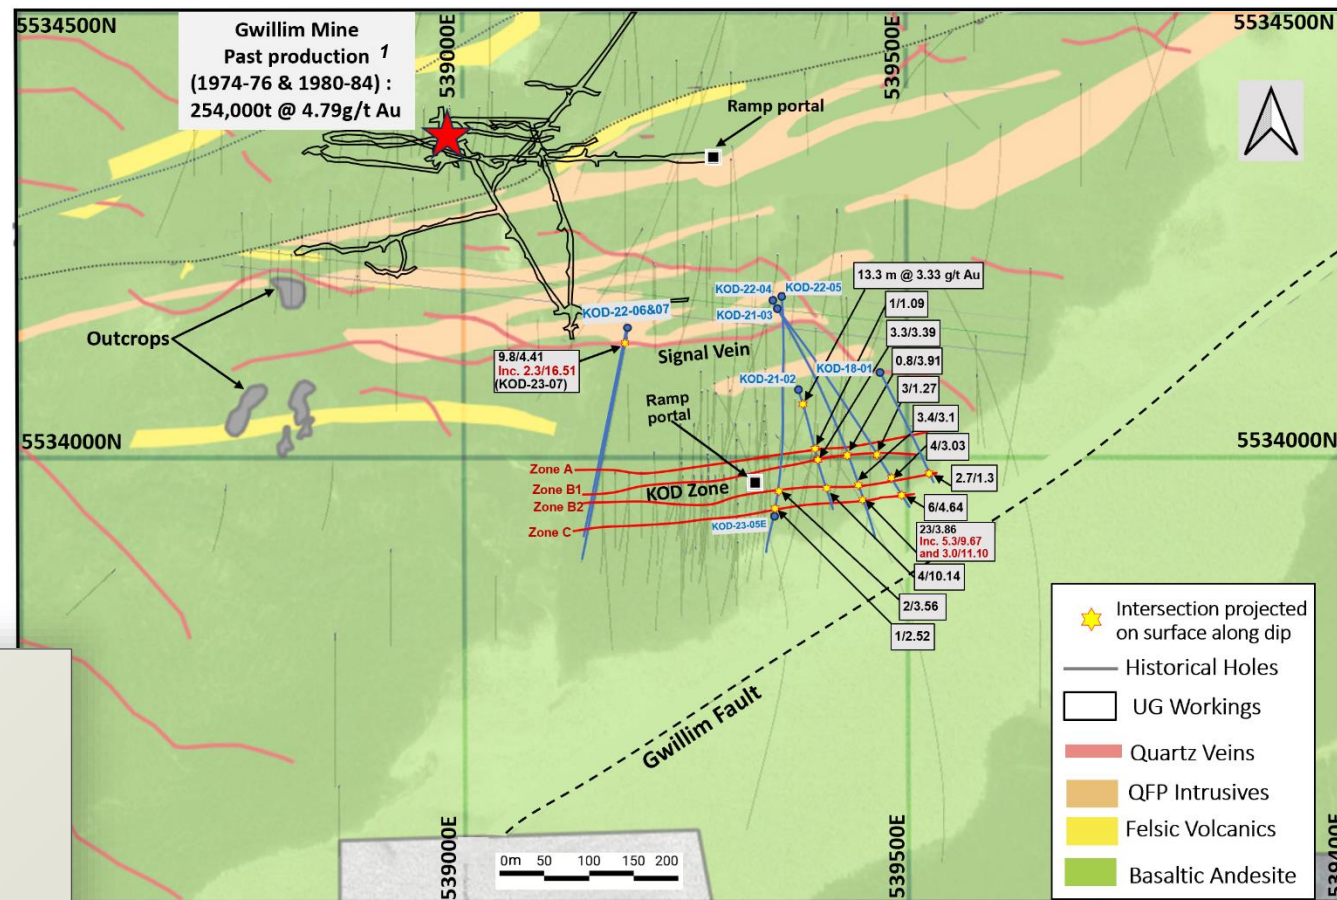 5534500N
5534500N
539000E
539500E
Gwillim Mine
Past production 1
(1974-76 & 1980-84) :
254,000t @ 4.79g/t Au
Ramp portal
13.3 m @ 3.33 g/t Au
KOD-22-04
KOD-22-05
KOD-21-03
1/1.09
KOD-22-06&07
3.3/3.39
Outcrops
Signal Vein
9.8/4.41
Inc. 2.3/16.51
(KOD-23-07)
0.8/3.91
KOD-21-02
KOD-18-01
3/1.27
Ramp
portal
3.4/3.1
5534000N
5534000N
4/3.03
Zone A
2.7/1.3
Zone B1
KOD Zone
Zone B2
6/4.64
Zone C
KOD-23-05E
23/3.86
Inc. 5.3/9.67
and 3.0/11.10
4/10.14
2/3.56
1/2.52
Gwillim Fault
Intersection projected
on surface along dip
Historical Holes
UG Workings
Quartz Veins
QFP Intrusives
Felsic Volcanics
Basaltic Andesite
0m 50 100 150 200
539000E
539500E